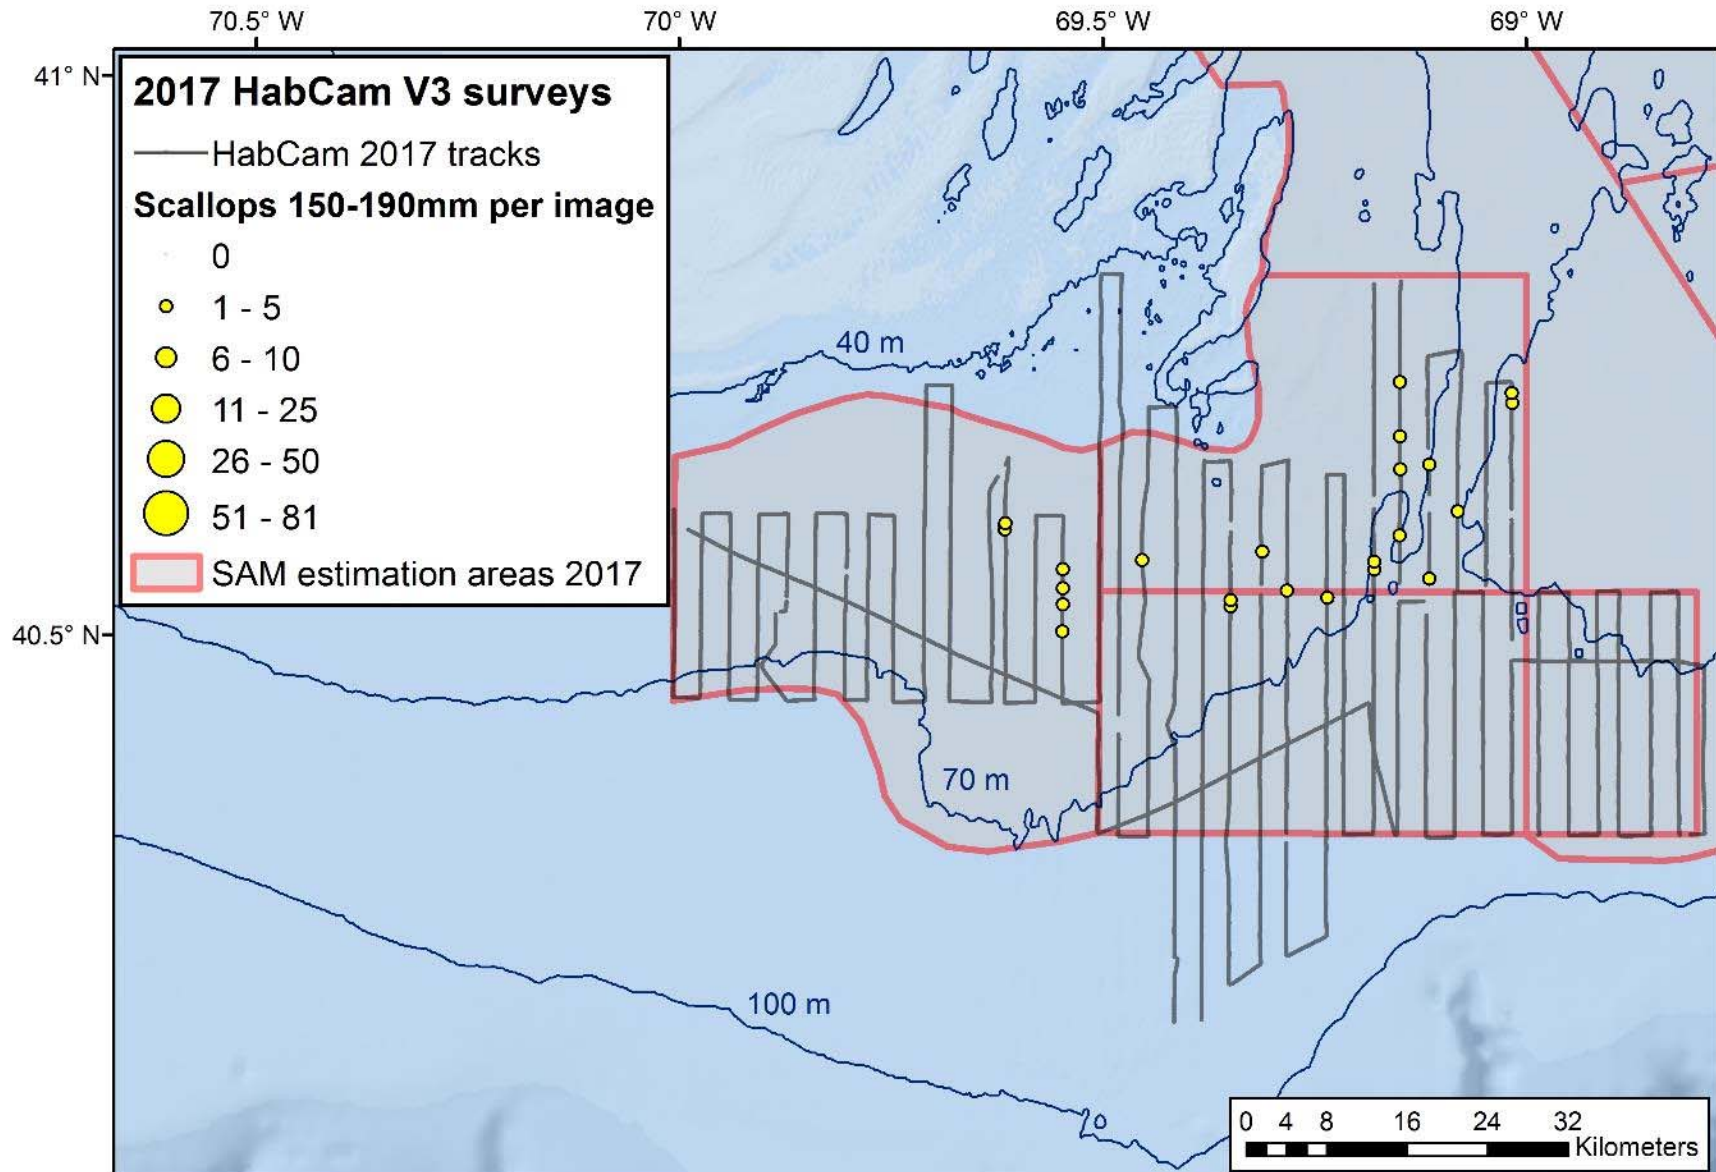 70.5° W 70° W 69.5° W 69° W
41° N
2017 HabCam V3 surveys
HabCam 2017 tracks
Scallops 150-190mm per image
0
1 - 5
6 - 10
11 - 25
26 - 50
51 - 81
SAM estimation areas 2017
40 m
40.5° N
70 m
100 m
0 4 8 16 24 32
Kilometers